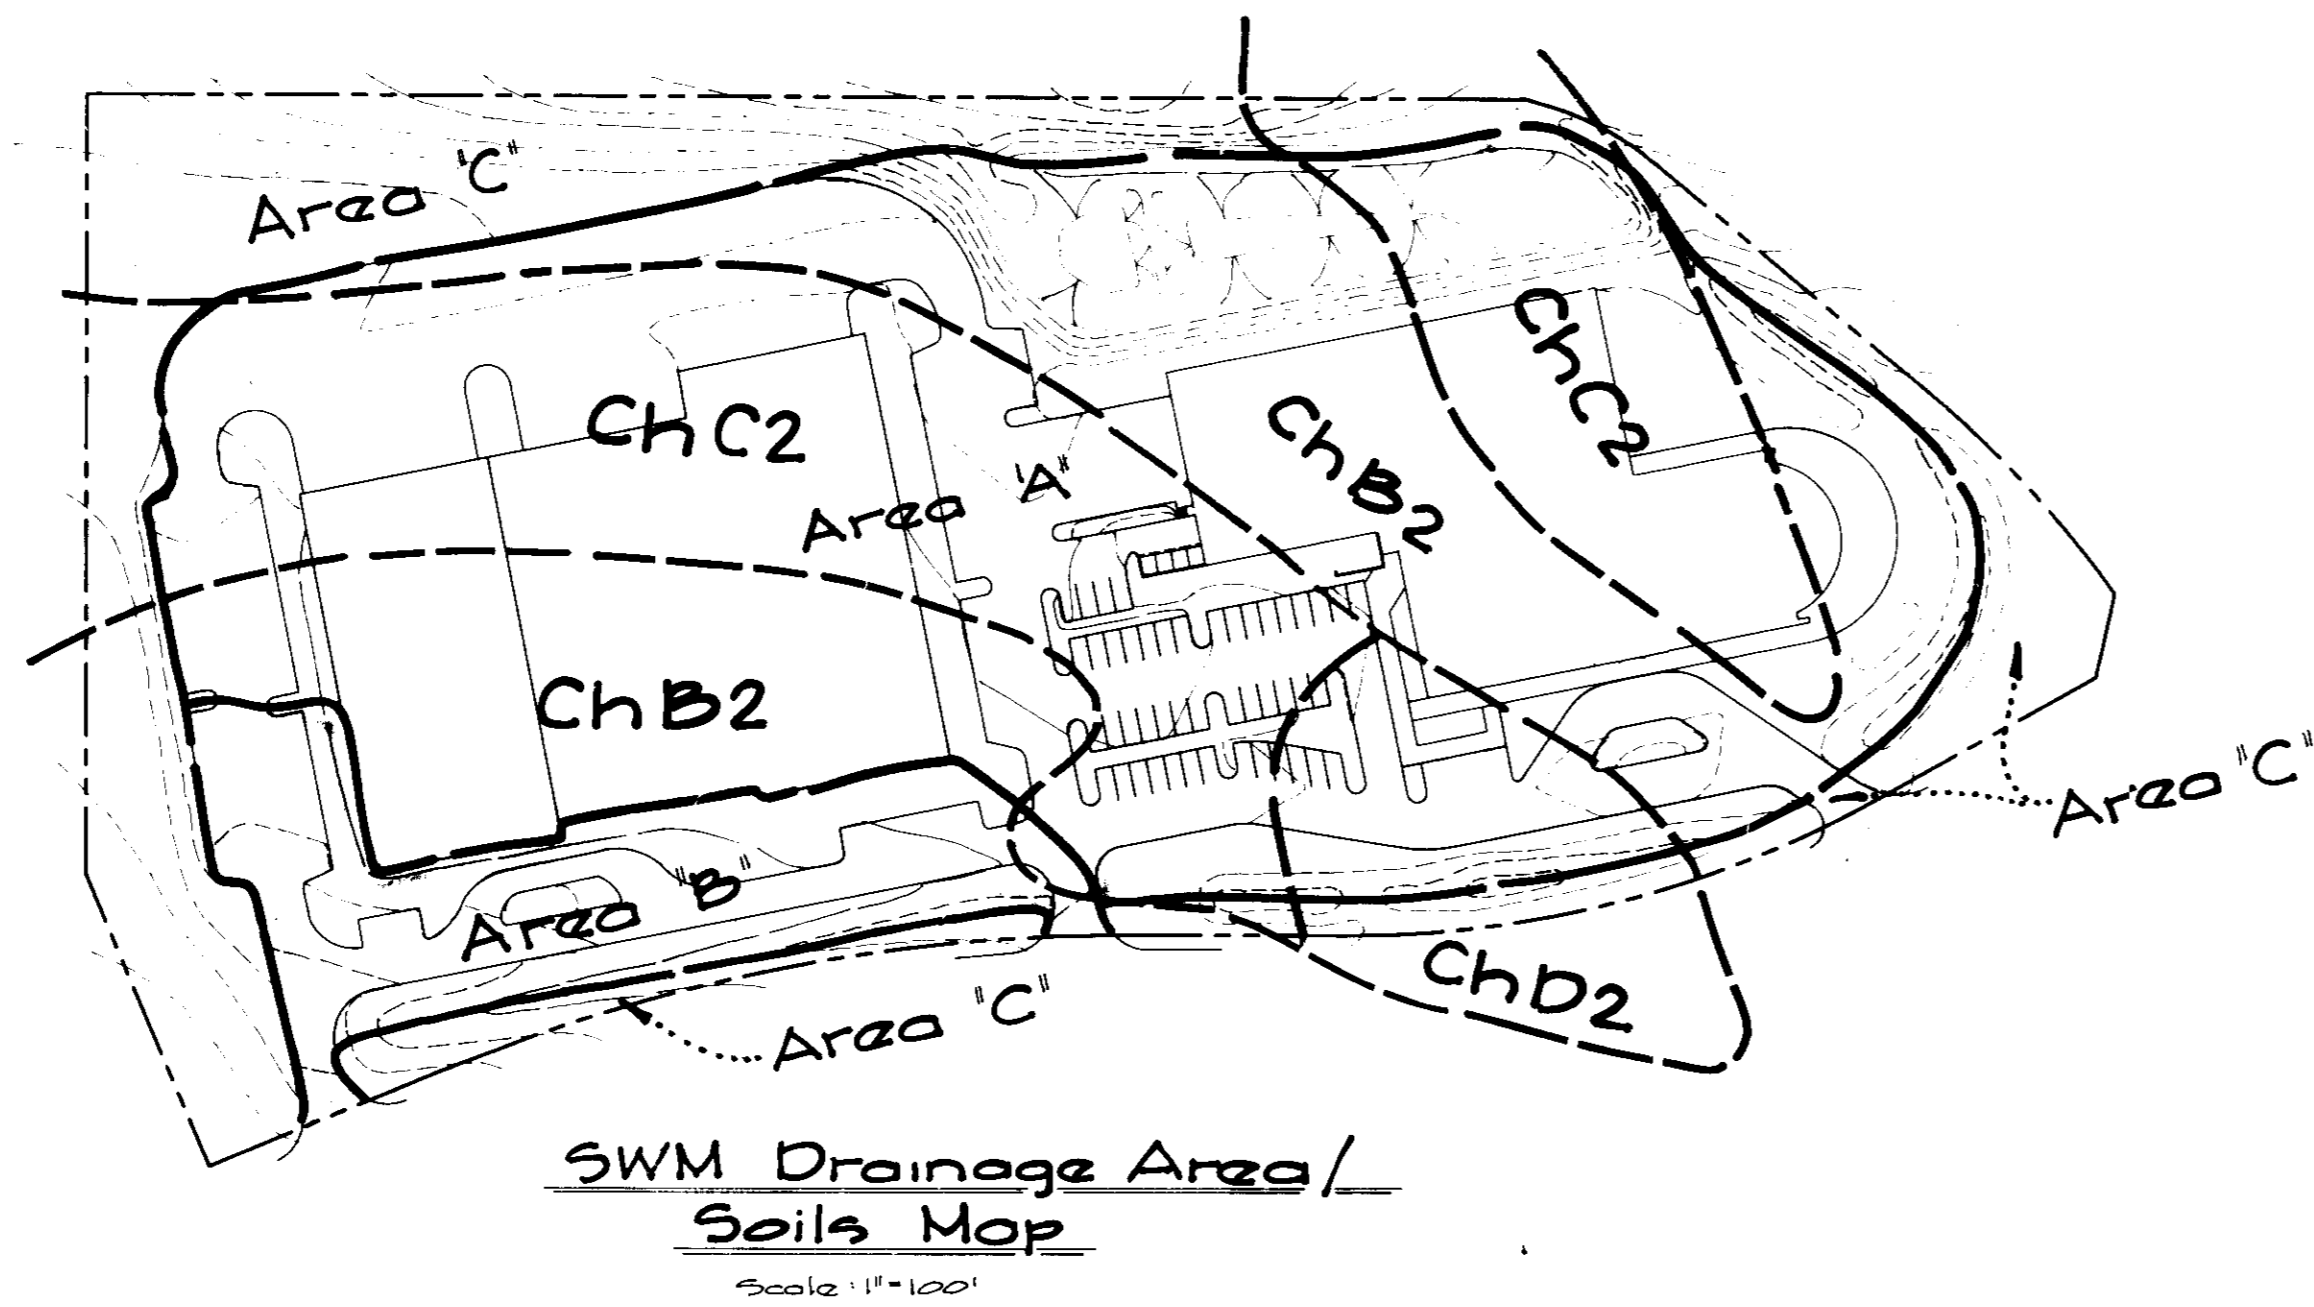 Area "C"
ChC2
ChC2
ChB2
Area 'A"
ChB2
Area "B"
Area "C"
ChD2
Area "C"
SWM Drainage Area/
Soils Map
Scale : 1"=100'